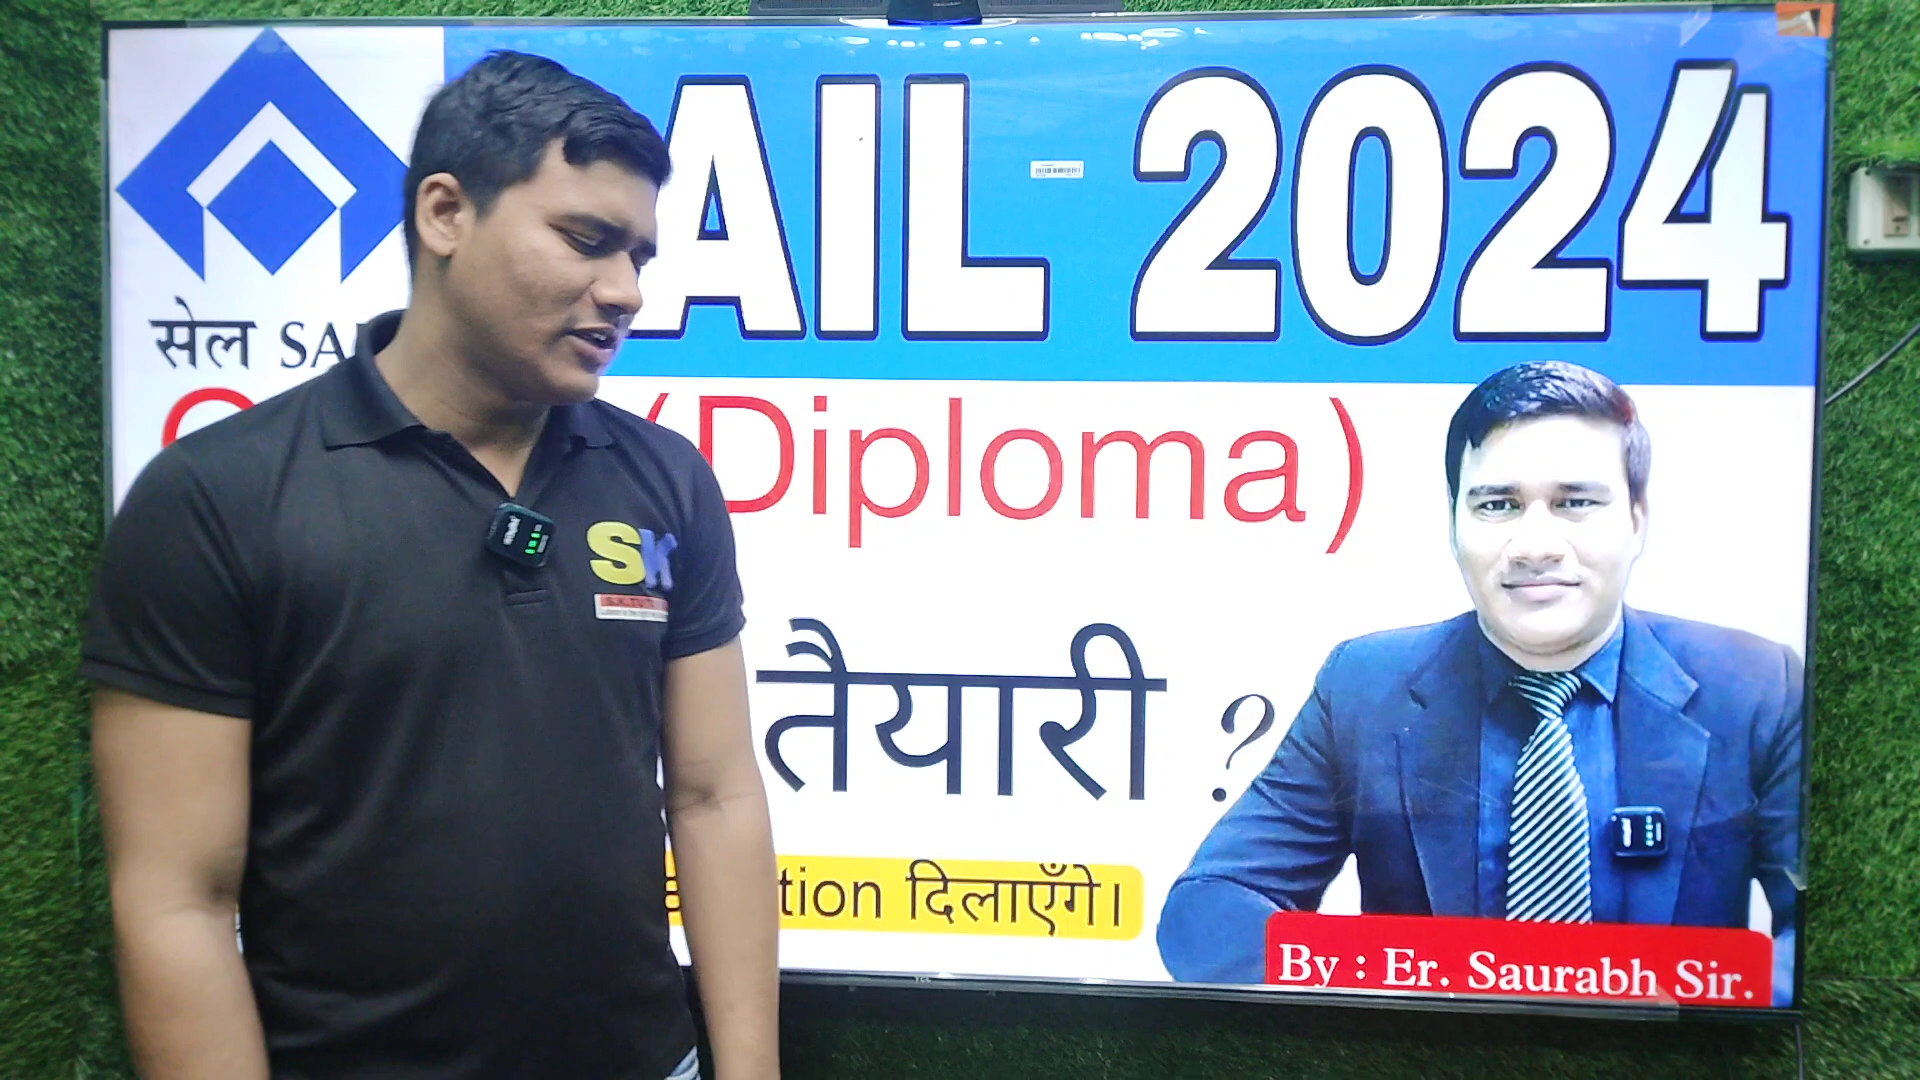 AIL 2024
सेल SA
(Diploma)
SK
तैयारी ?
tion दिलाएँगे।
By : Er. Saurabh Sir.